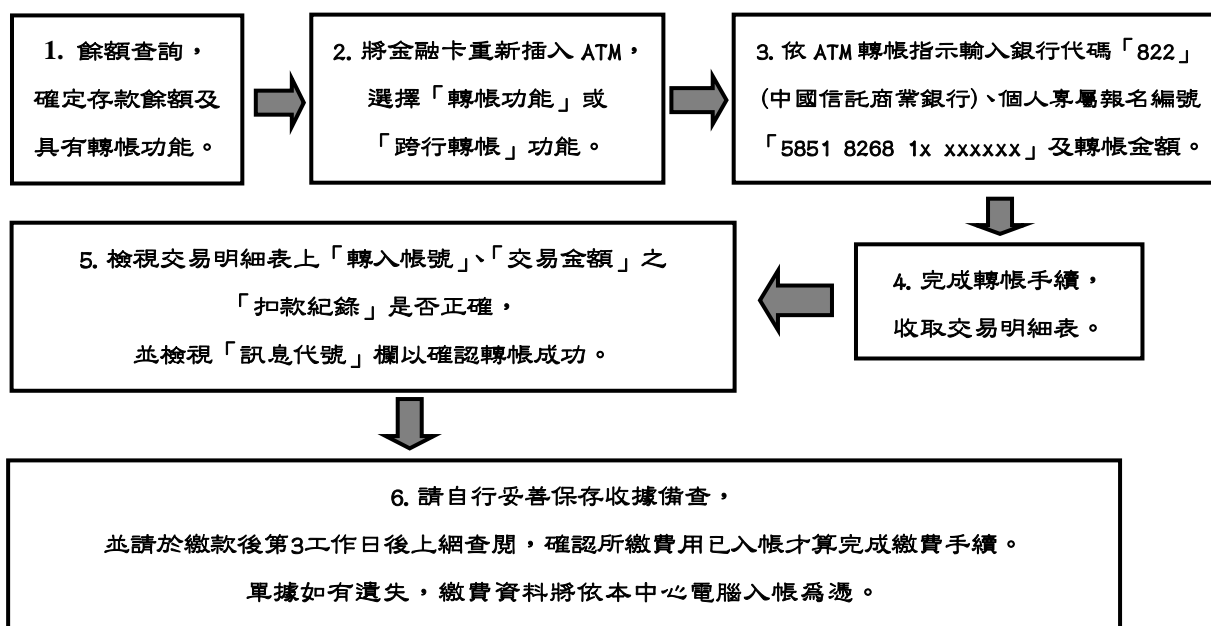 1. 餘額查詢，
確定存款餘額及
具有轉帳功能。
2. 將金融卡重新插入 ATM，
選擇「轉帳功能」或
「跨行轉帳」功能。
3. 依 ATM 轉帳指示輸入銀行代碼「822」
(中國信託商業銀行)、個人專屬報名編號
「5851 8268 1x xxxxxx」及轉帳金額。
4. 完成轉帳手續，
收取交易明細表。
5. 檢視交易明細表上「轉入帳號」、「交易金額」之
「扣款紀錄」是否正確，
並檢視「訊息代號」欄以確認轉帳成功。
6. 請自行妥善保存收據備查，
並請於繳款後第3工作日後上網查閱，確認所繳費用已入帳才算完成繳費手續。
單據如有遺失，繳費資料將依本中心電腦入帳為憑。